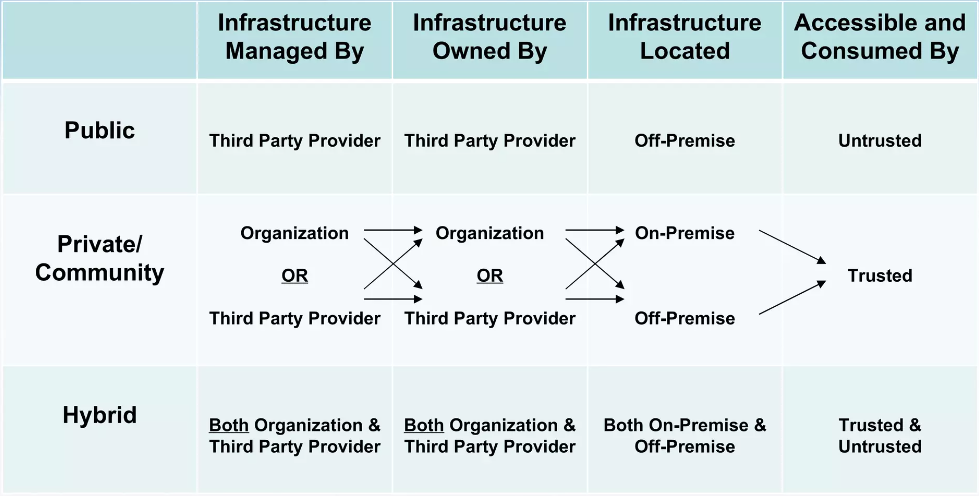 Infrastructure Managed By
Infrastructure Owned By
Infrastructure Located
Accessible and Consumed By
Public
Third Party Provider
Third Party Provider
Off-Premise
Untrusted
Private/
Community
Organization
Organization
On-Premise
OR
OR
Trusted
Third Party Provider
Third Party Provider
Off-Premise
Hybrid
Both Organization &
Third Party Provider
Both Organization &
Third Party Provider
Both On-Premise &
Off-Premise
Trusted &
Untrusted